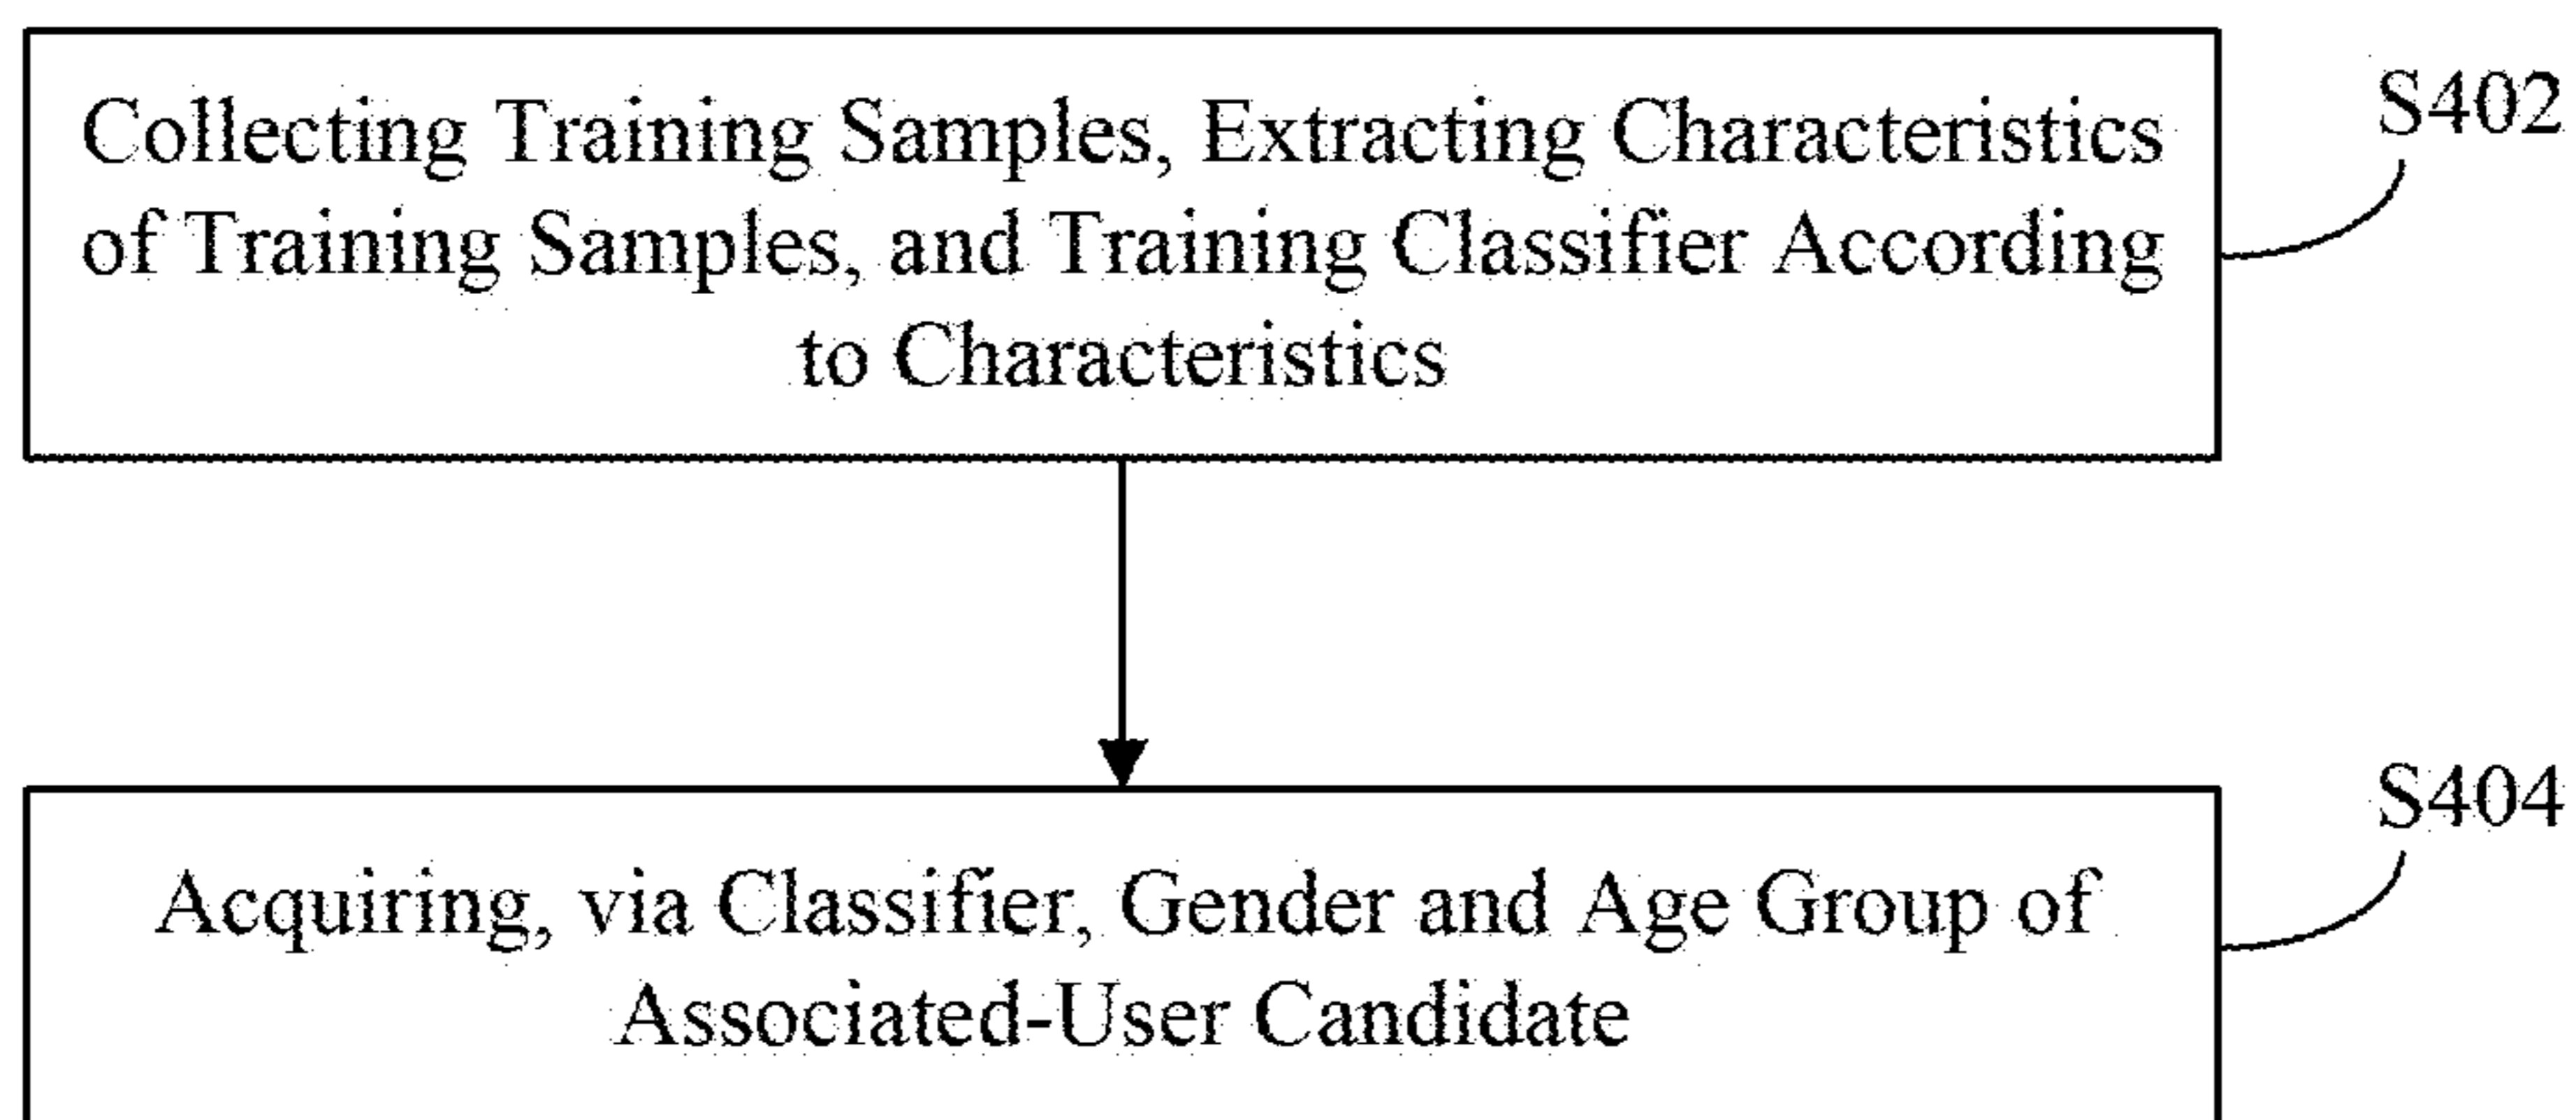 Collecting Training Samples, Extracting Characteristics
of Training Samples, and Training Classifier According
to Characteristics
S402
Acquiring, via Classifier, Gender and Age Group of
Associated-User Candidate
S404